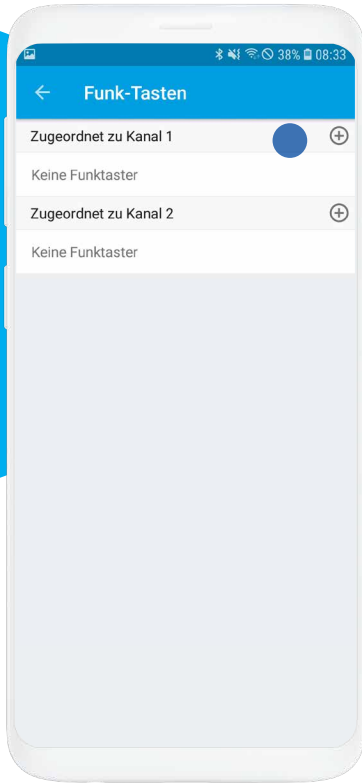 38% 08:33
Funk-Tasten
Zugeordnet zu Kanal 1
Keine Funktaster
Zugeordnet zu Kanal 2
Keine Funktaster